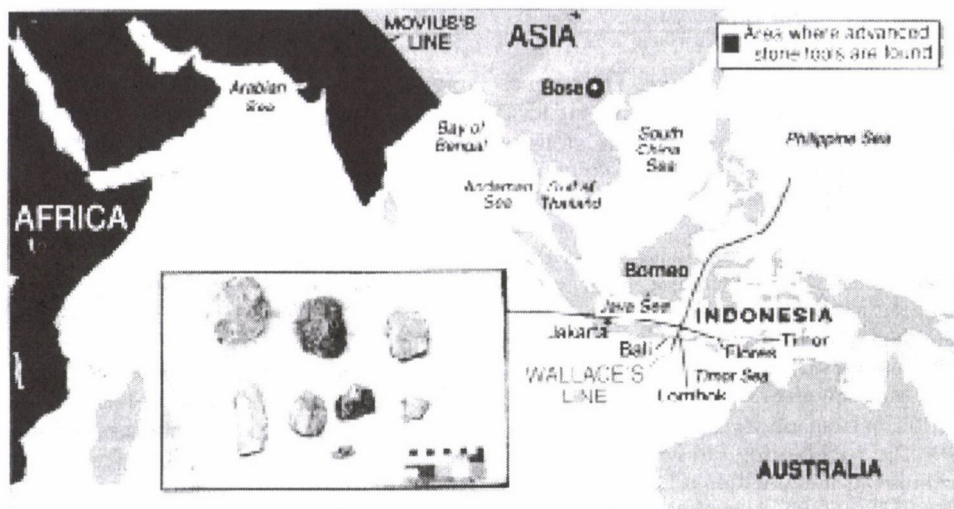 MOVIUS'S
LINE
ASIA
Area where advanced
stone tools are found
Arabian
Sea
Bose
Bay of
Bengal
South
China
Sea
Philippine Sea
Andaman
Sea
Gulf of
Thailand
AFRICA
Borneo
Java Sea
INDONESIA
Jakarta
Timor
Bali
Flores
WALLACE'S
LINE
Timor Sea
Lombok
AUSTRALIA